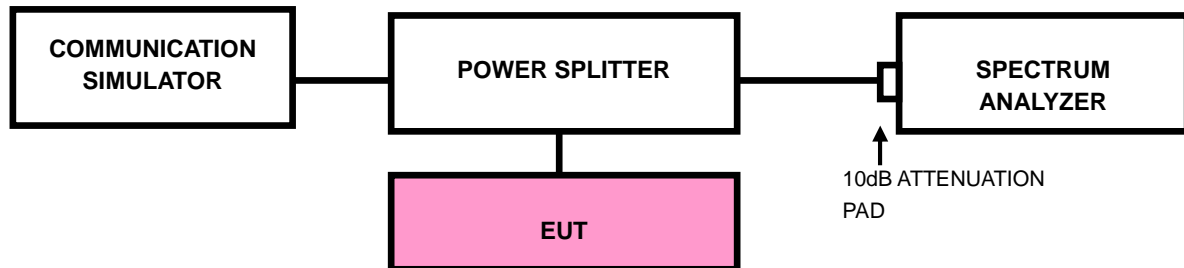 COMMUNICATION
SIMULATOR
POWER SPLITTER
SPECTRUM
ANALYZER
10dB ATTENUATION
PAD
EUT